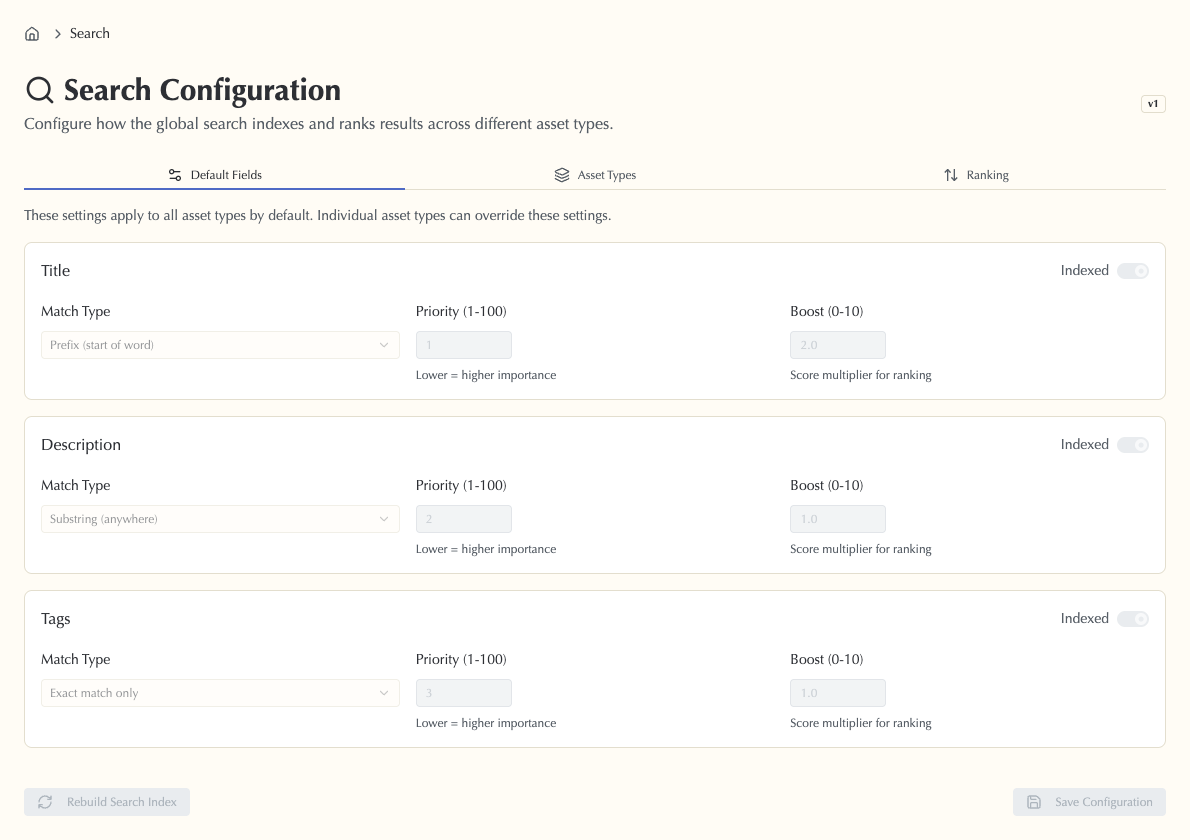 Search
Search Configuration
v1
Configure how the global search indexes and ranks results across different asset types.
Default Fields
Asset Types
Ranking
These settings apply to all asset types by default. Individual asset types can override these settings.
Title
Indexed
Match Type
Priority (1-100)
Boost (0-10)
Prefix (start of word)
1
2.0
Lower = higher importance
Score multiplier for ranking
Description
Indexed
Match Type
Priority (1-100)
Boost (0-10)
Substring (anywhere)
2
1.0
Lower = higher importance
Score multiplier for ranking
Tags
Indexed
Match Type
Priority (1-100)
Boost (0-10)
Exact match only
3
1.0
Lower = higher importance
Score multiplier for ranking
Rebuild Search Index
Save Configuration